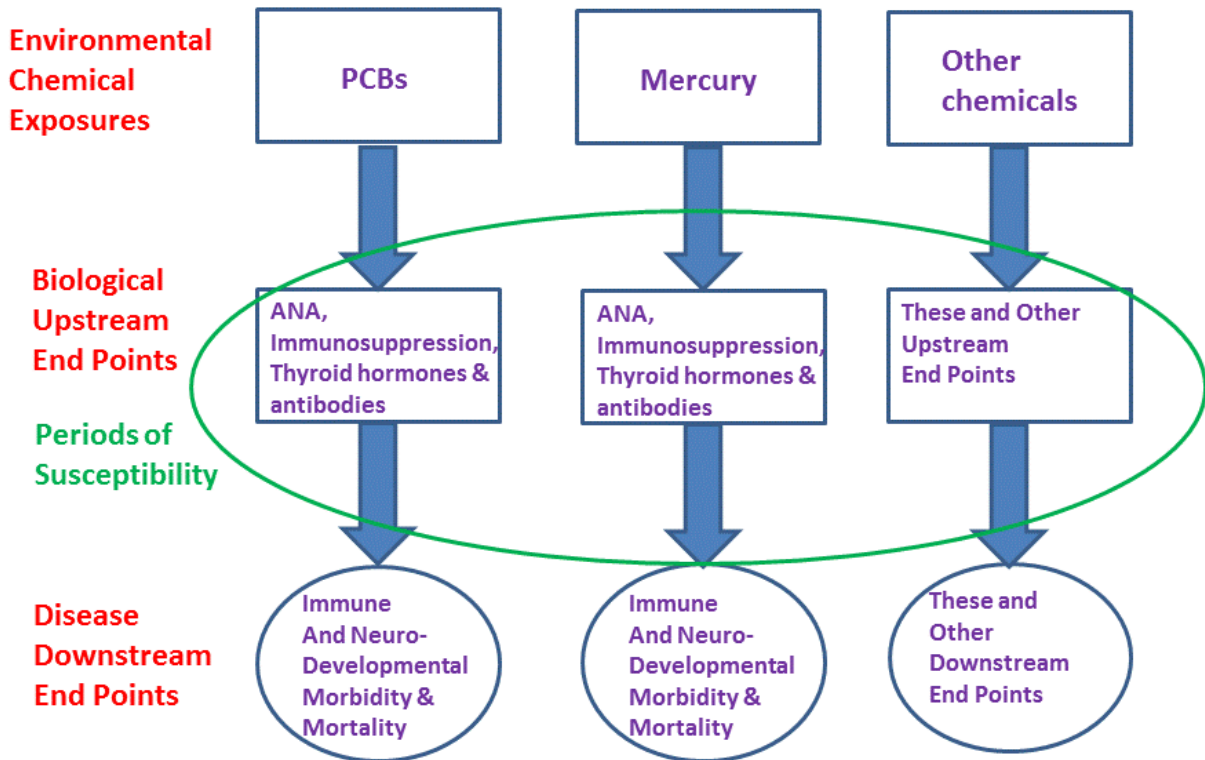 Environmental
Chemical
Exposures
PCBs
Mercury
Other
chemicals
Biological
Upstream
End Points
ANA,
Immunosuppression,
Thyroid hormones &
antibodies
ANA,
Immunosuppression,
Thyroid hormones &
antibodies
These and Other
Upstream
End Points
Periods of
Susceptibility
Disease
Downstream
End Points
Immune
And Neuro-
Developmental
Morbidity &
Mortality
Immune
And Neuro-
Developmental
Morbidity &
Mortality
These and
Other
Downstream
End Points